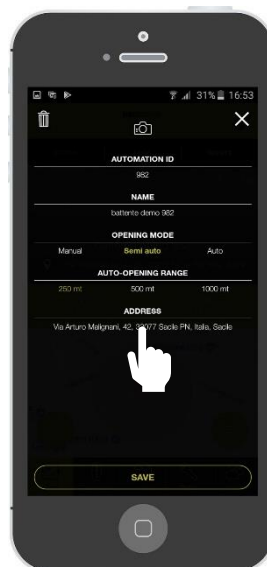 31% 16:53
AUTOMATION ID
982
NAME
battente demo 982
OPENING MODE
Manual Semi auto Auto
AUTO-OPENING RANGE
250 mt 500 mt 1000 mt
ADDRESS
Via Arturo Malignani, 42, 33077 Sacile PN, Italia, Sacile
SAVE